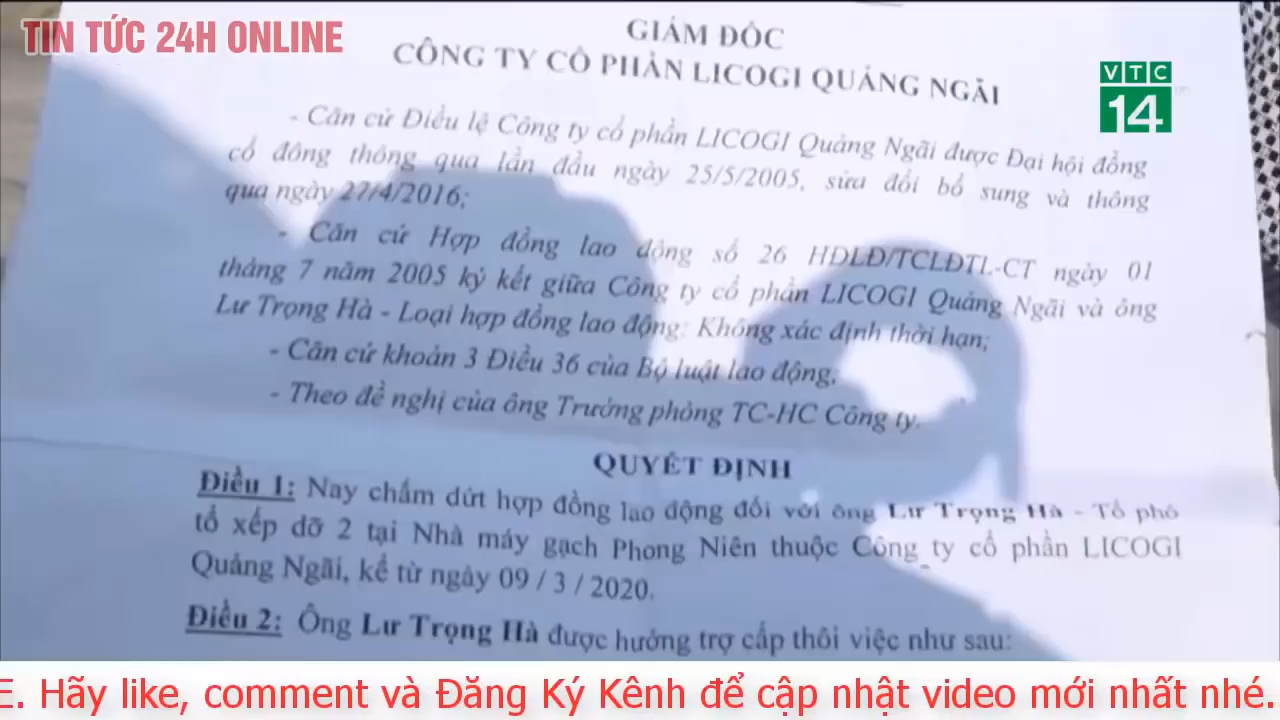 TIN TỨC 24H ONLINE
VTC
14
GIÁM ĐỐC
CÔNG TY CỔ PHẦN LICOGI QUẢNG NGÃI
- Căn cứ Điều lệ Công ty cổ phần LICOGI Quảng Ngãi được Đại hội đồng
cổ đông thông qua lần đầu ngày 25/5/2005, sửa đổi bổ sung và thông
qua ngày 27/4/2016;
- Căn cứ Hợp đồng lao động số 26 HĐLĐ/TCLĐTL-CT ngày 01
tháng 7 năm 2005 ký kết giữa Công ty cổ phần LICOGI Quảng Ngãi và ông
Lư Trọng Hà - Loại hợp đồng lao động: Không xác định thời hạn;
- Căn cứ khoản 3 Điều 36 của Bộ luật lao động;
- Theo đề nghị của ông Trưởng phòng TC-HC Công ty.
QUYẾT ĐỊNH
Điều 1: Nay chấm dứt hợp đồng lao động đối với ông Lư Trọng Hà - Tổ phó
tổ xếp dỡ 2 tại Nhà máy gạch Phong Niên thuộc Công ty cổ phần LICOGI
Quảng Ngãi, kể từ ngày 09 / 3 / 2020.
Điều 2: Ông Lư Trọng Hà được hưởng trợ cấp thôi việc như sau:
E. Hãy like, comment và Đăng Ký Kênh để cập nhật video mới nhất nhé.